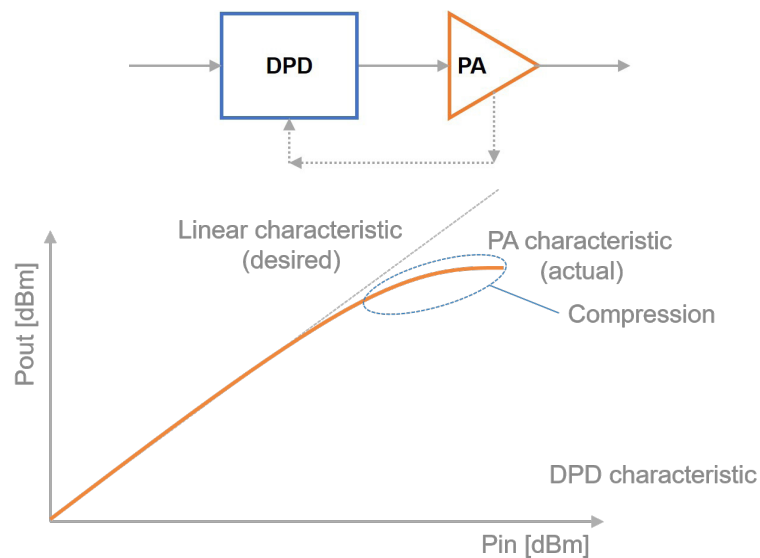 DPD
PA
Linear characteristic
(desired)
PA characteristic
(actual)
Compression
Pout [dBm]
DPD characteristic
Pin [dBm]